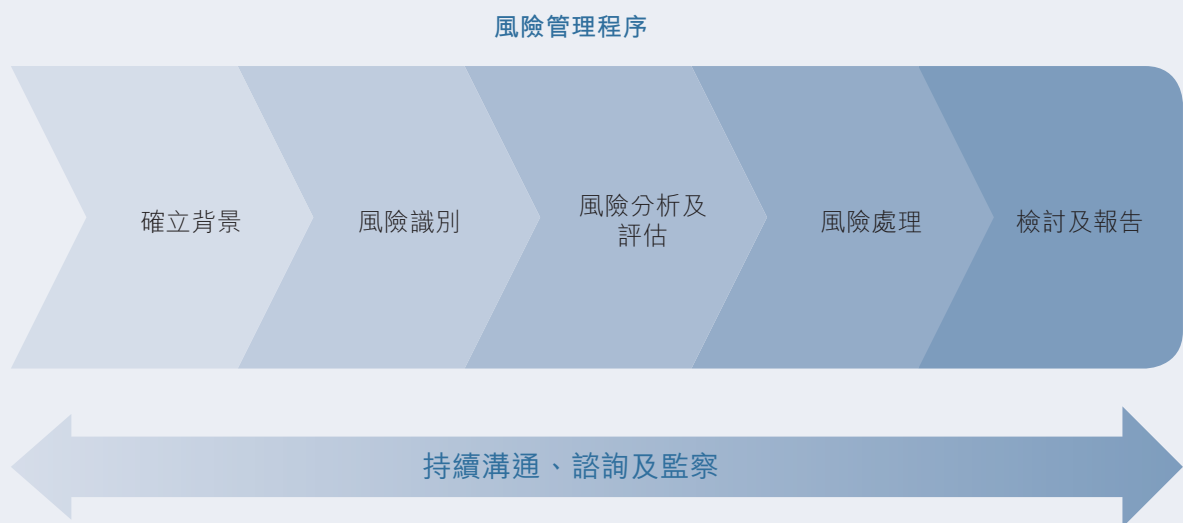 風險管理程序
確立背景
風險識別
風險分析及
評估
風險處理
檢討及報告
持續溝通、諮詢及監察